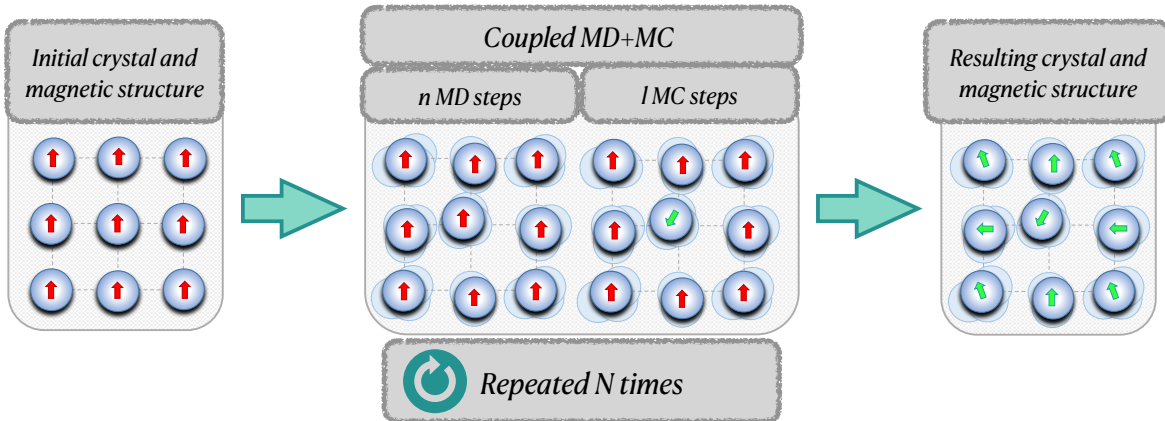 Initial crystal and
magnetic structure
Coupled MD+MC
n MD steps
l MC steps
Resulting crystal and
magnetic structure
Repeated N times